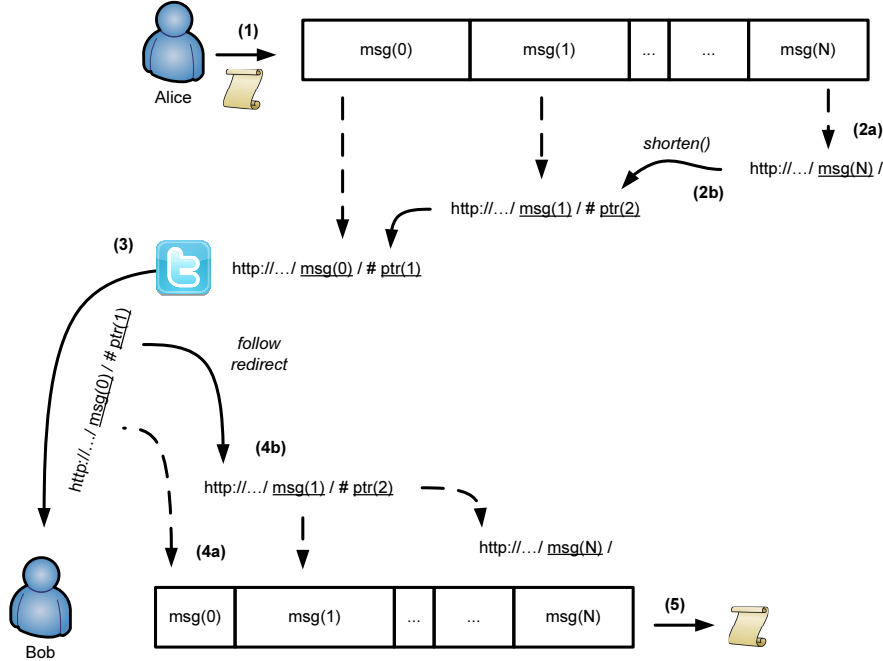 (1)
Alice
msg(0)
msg(1)
...
...
msg(N)
(2a)
shorten()
http://…/ msg(N) /
(2b)
http://…/ msg(1) / # ptr(2)
(3)
http://…/ msg(0) / # ptr(1)
http://…/ msg(0) / # ptr(1)
follow
redirect
(4b)
http://…/ msg(1) / # ptr(2)
http://…/ msg(N) /
(4a)
msg(0)
msg(1)
...
...
msg(N)
(5)
Bob